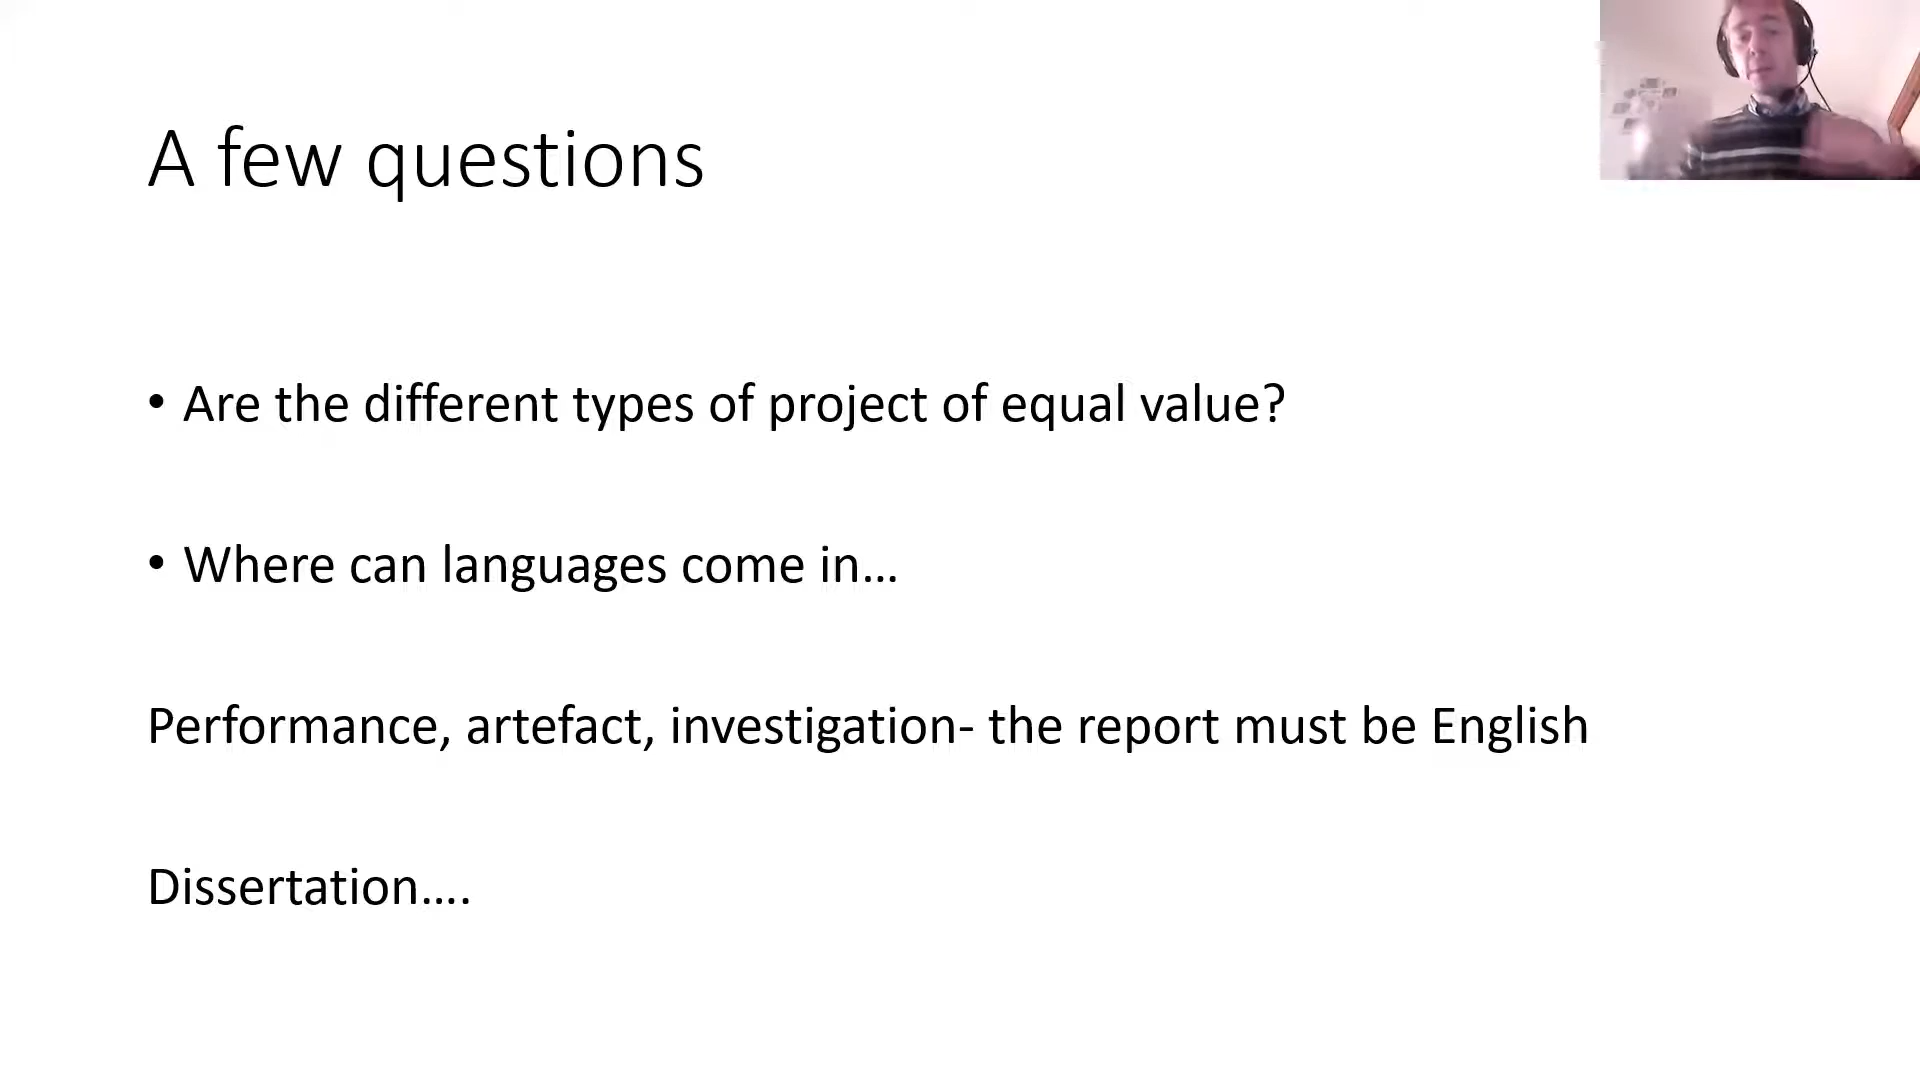 A few questions
• Are the different types of project of equal value?
• Where can languages come in…
Performance, artefact, investigation- the report must be English
Dissertation….